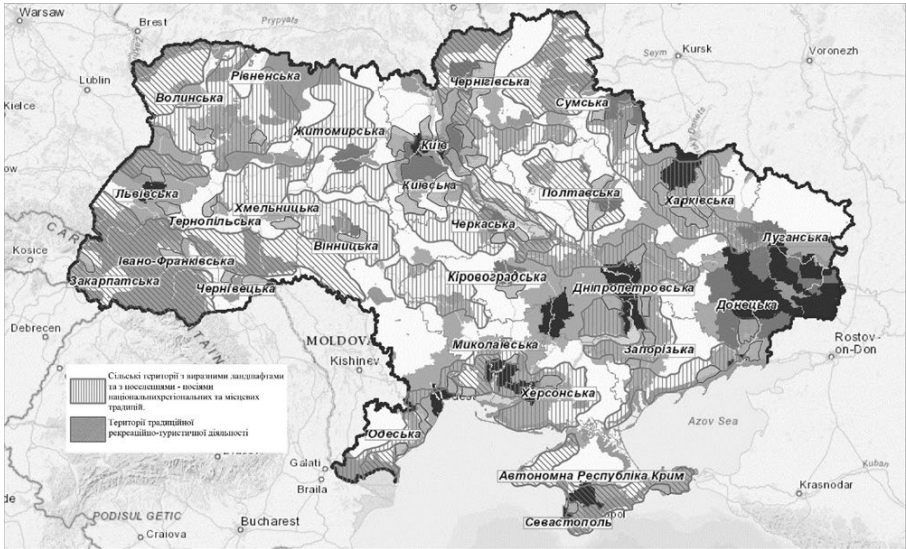 Warsaw
Brest
Prypyats
Kursk
Voronezh
Seym
Lublin
Kielce
Рівненська
Волинська
Чернігівська
Сумська
Donets
Житомирська
Київ
Київська
Львівська
Хмельницька
Тернопільська
Полтавська
Харківська
Черкаська
Вінницька
Луганська
Kosice
Івано-Франківська
Закарпатська
Чернівецька
Кіровоградська
Дніпропетровська
Донецька
Debrecen
MOLDOVA
Kishinev
Миколаївська
Запорізька
Rostov-
on-Don
Сільські території з виразними ландшафтами
та з поселеннями - носіями
національнихрегіональних та місцевих
традицій.
Території традиційної
рекреаційно-туристичної діяльності
Херсонська
Одеська
Azov Sea
Galati
Braila
Автономна Республіка Крим
Севастополь
Kuban
Krasnodar
PODISUL GETIC
Bucharest
Craiova